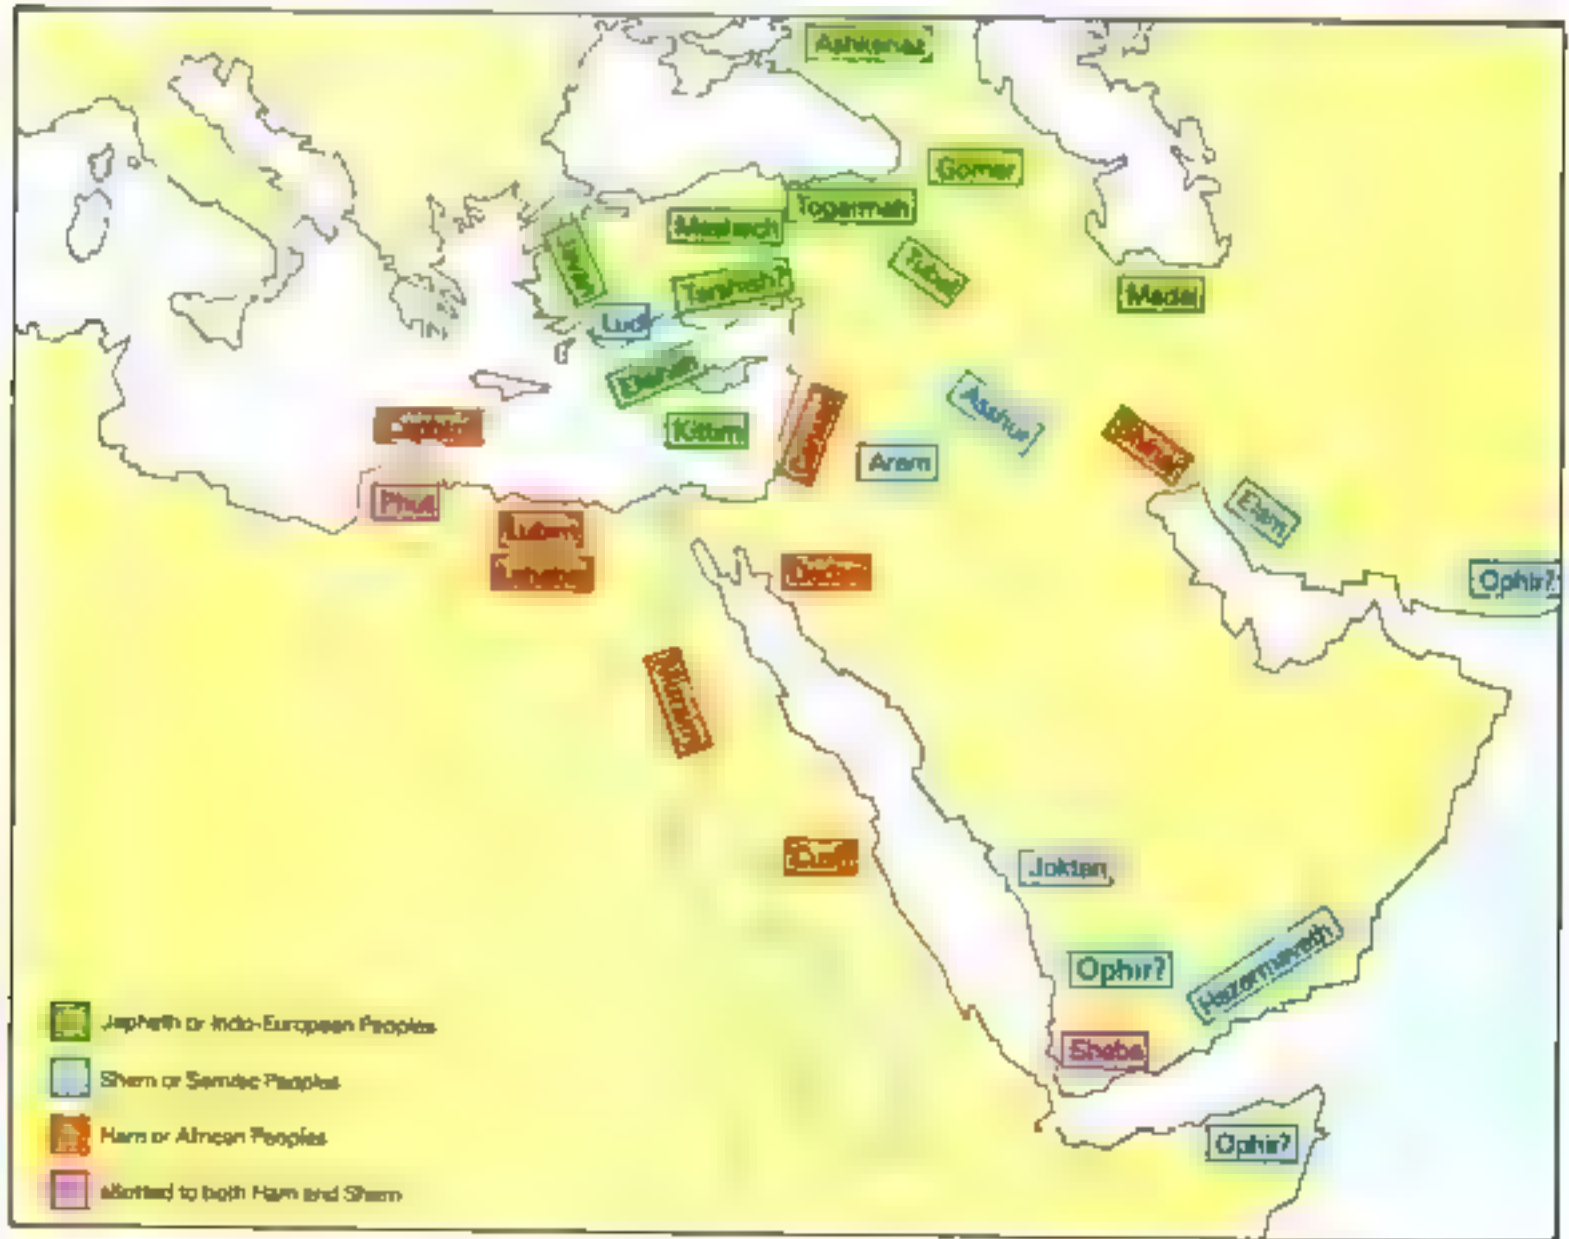 Ashkenaz
Gomer
Togarmah
Meshech
Javan
Tubal
Tarshish?
Madai
Lud
Elishah
Kittim
Canaan
Asshur
Aram
Elam
Phut
Ophir?
Mizraim
Cush
Joktan
Ophir?
Hazarmaveth
Sheba
Ophir?
Japheth or Indo-European Peoples
Shem or Semitic Peoples
Ham or African Peoples
allotted to both Ham and Shem